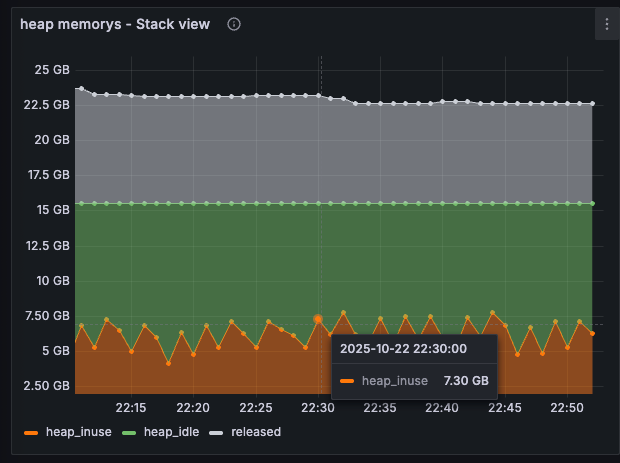 heap memorys - Stack view
25 GB
22.5 GB
20 GB
17.5 GB
15 GB
12.5 GB
10 GB
7.50 GB
5 GB
2.50 GB
2025-10-22 22:30:00
heap_inuse 7.30 GB
22:15 22:20 22:25 22:30 22:35 22:40 22:45 22:50
heap_inuse heap_idle released